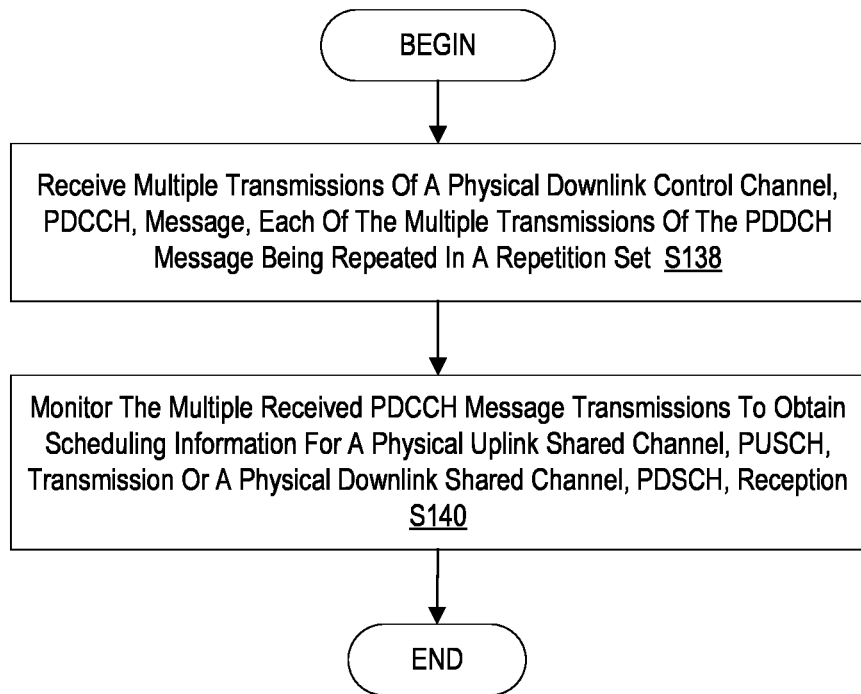 BEGIN
Receive Multiple Transmissions Of A Physical Downlink Control Channel,
PDCCH, Message, Each Of The Multiple Transmissions Of The PDDCH
Message Being Repeated In A Repetition Set S138
Monitor The Multiple Received PDCCH Message Transmissions To Obtain
Scheduling Information For A Physical Uplink Shared Channel, PUSCH,
Transmission Or A Physical Downlink Shared Channel, PDSCH, Reception
S140
END